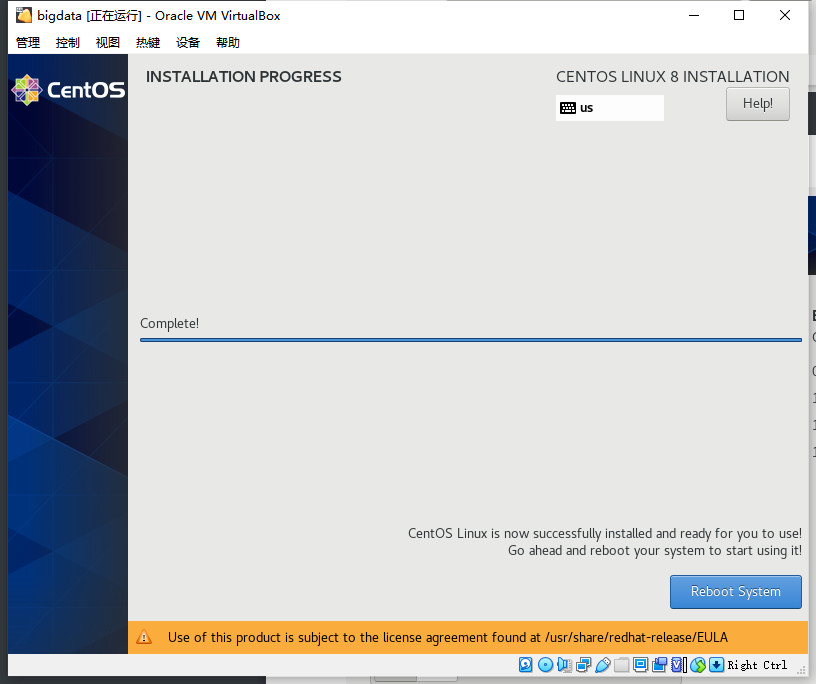 bigdata [正在运行] - Oracle VM VirtualBox
管理 控制 视图 热键 设备 帮助
CentOS
INSTALLATION PROGRESS
CENTOS LINUX 8 INSTALLATION
us
Help!
Complete!
CentOS Linux is now successfully installed and ready for you to use!
Go ahead and reboot your system to start using it!
Reboot System
Use of this product is subject to the license agreement found at /usr/share/redhat-release/EULA
Right Ctrl